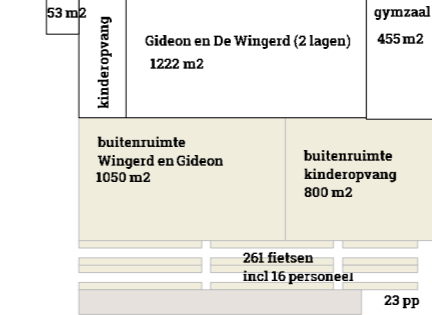 53 m2
kinderopvang
Gideon en De Wingerd (2 lagen)
1222 m2
gymzaal
455 m2
buitenruimte
Wingerd en Gideon
1050 m2
buitenruimte
kinderopvang
800 m2
261 fietsen
incl 16 personeel
23 pp